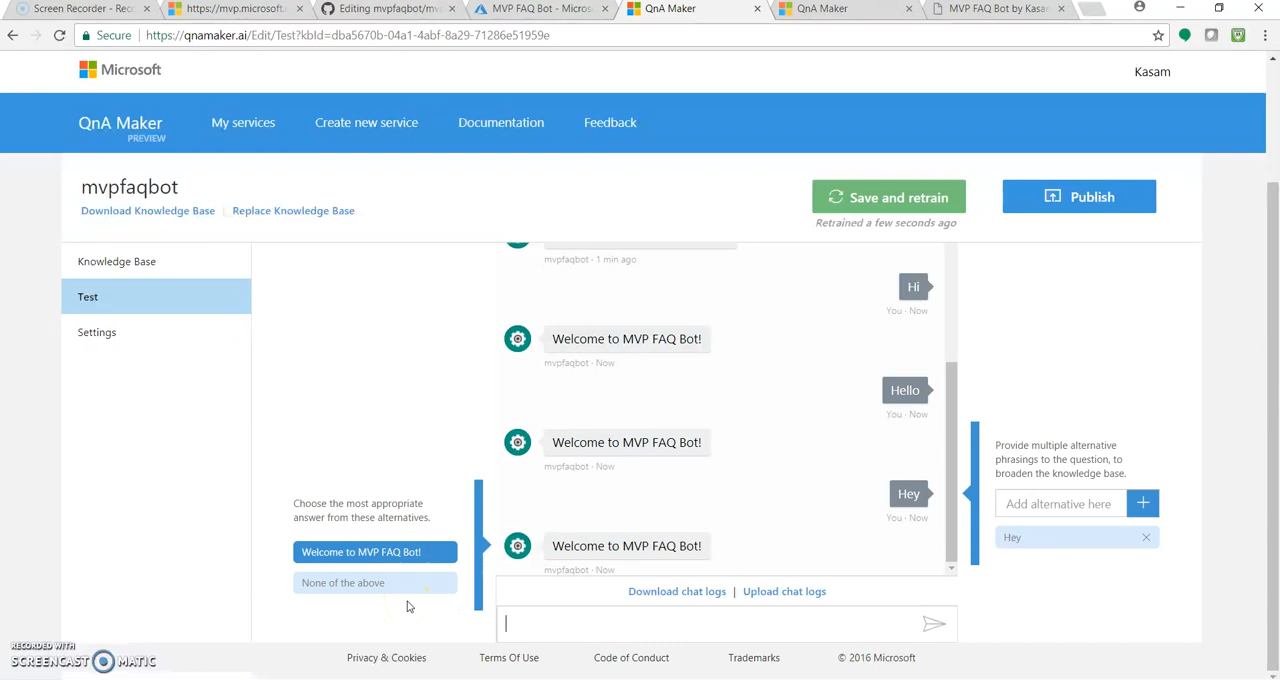 Screen Recorder - Reco
https://mvp.microsoft.
Editing mvpfaqbot/mv
MVP FAQ Bot - Micros
QnA Maker
QnA Maker
MVP FAQ Bot by Kasan
Secure
https://qnamaker.ai/Edit/Test?kbId=dba5670b-04a1-4abf-8a29-71286e51959e
Microsoft
Kasam
QnA Maker
PREVIEW
My services
Create new service
Documentation
Feedback
mvpfaqbot
Download Knowledge Base
Replace Knowledge Base
Save and retrain
Publish
Retrained a few seconds ago
Knowledge Base
Test
Settings
mvpfaqbot - 1 min ago
Hi
You - Now
Welcome to MVP FAQ Bot!
mvpfaqbot - Now
Hello
You - Now
Welcome to MVP FAQ Bot!
mvpfaqbot - Now
Hey
You - Now
Welcome to MVP FAQ Bot!
mvpfaqbot - Now
Choose the most appropriate
answer from these alternatives.
Welcome to MVP FAQ Bot!
None of the above
Provide multiple alternative
phrasings to the question, to
broaden the knowledge base.
Add alternative here
Hey
Download chat logs | Upload chat logs
Privacy & Cookies
Terms Of Use
Code of Conduct
Trademarks
© 2016 Microsoft
RECORDED WITH
SCREENCAST MATIC